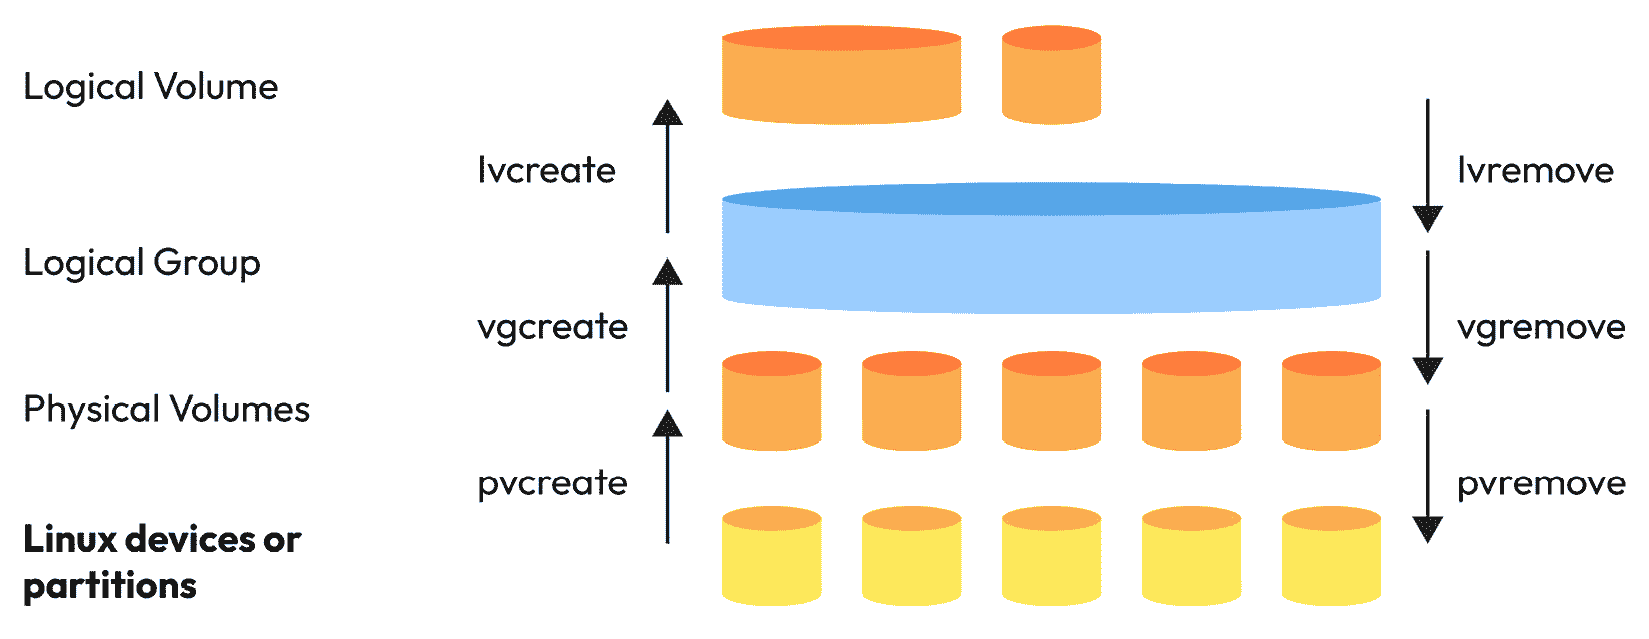 Logical Volume
lvcreate
lvremove
Logical Group
vgcreate
vgremove
Physical Volumes
pvcreate
pvremove
Linux devices or
partitions